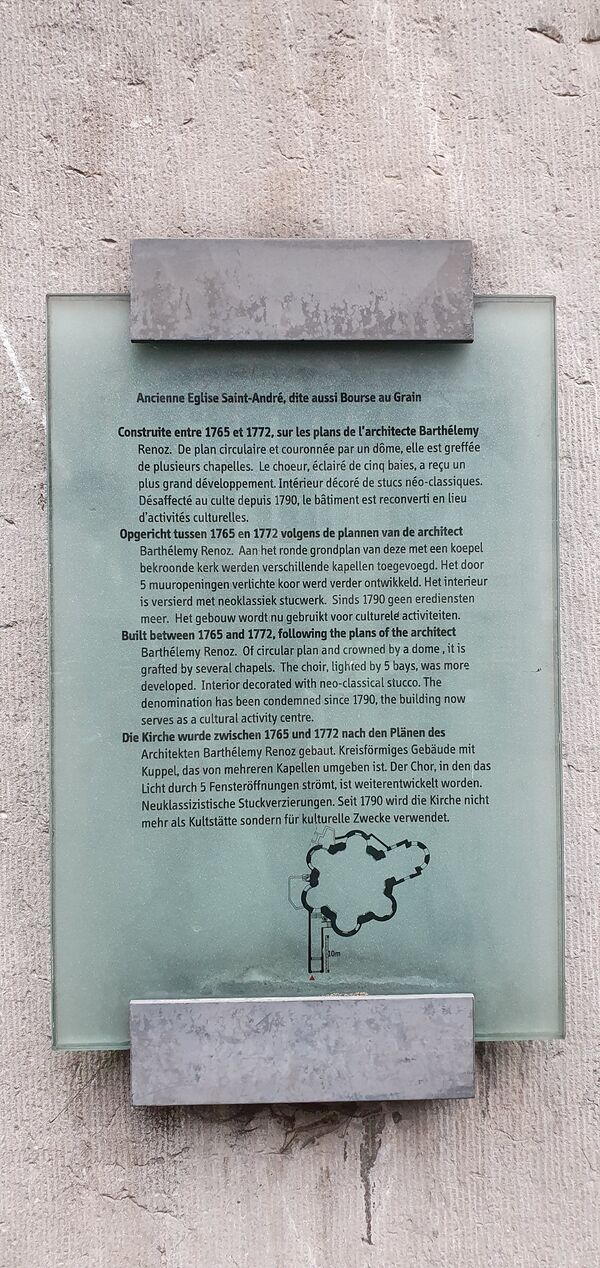 Ancienne Eglise Saint-André, dite aussi Bourse au Grain
Construite entre 1765 et 1772, sur les plans de l'architecte Barthélemy
Renoz. De plan circulaire et couronnée par un dôme, elle est greffée
de plusieurs chapelles. Le choeur, éclairé de cinq baies, a reçu un
plus grand développement. Intérieur décoré de stucs néo-classiques.
Désaffecté au culte depuis 1790, le bâtiment est reconverti en lieu
d'activités culturelles.
Opgericht tussen 1765 en 1772 volgens de plannen van de architect
Barthélemy Renoz. Aan het ronde grondplan van deze met een koepel
bekroonde kerk werden verschillende kapellen toegevoegd. Het door
5 muuropeningen verlichte koor werd verder ontwikkeld. Het interieur
is versierd met neoklassiek stucwerk. Sinds 1790 geen erediensten
meer. Het gebouw wordt nu gebruikt voor culturele activiteiten.
Built between 1765 and 1772, following the plans of the architect
Barthélemy Renoz. Of circular plan and crowned by a dome , it is
grafted by several chapels. The choir, lighted by 5 bays, was more
developed. Interior decorated with neo-classical stucco. The
denomination has been condemned since 1790, the building now
serves as a cultural activity centre.
Die Kirche wurde zwischen 1765 und 1772 nach den Plänen des
Architekten Barthélemy Renoz gebaut. Kreisförmiges Gebäude mit
Kuppel, das von mehreren Kapellen umgeben ist. Der Chor, in den das
Licht durch 5 Fensteröffnungen strömt, ist weiterentwickelt worden.
Neuklassizistische Stuckverzierungen. Seit 1790 wird die Kirche nicht
mehr als Kultstätte sondern für kulturelle Zwecke verwendet.
10m